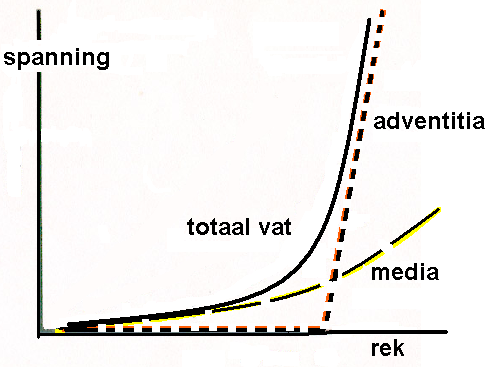 spanning
adventitia
totaal vat
media
rek